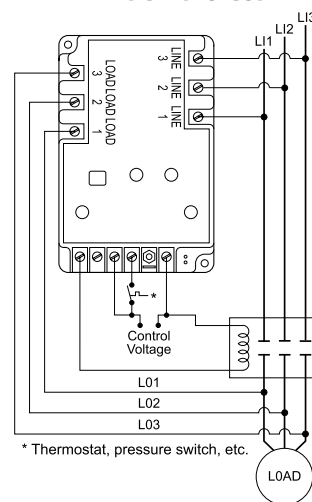 LI3
LI2
LI1
3 LOAD
2 LOAD
1 LOAD
LINE 3
LINE 2
LINE 1
*
Control
Voltage
L01
L02
L03
* Thermostat, pressure switch, etc.
L0AD